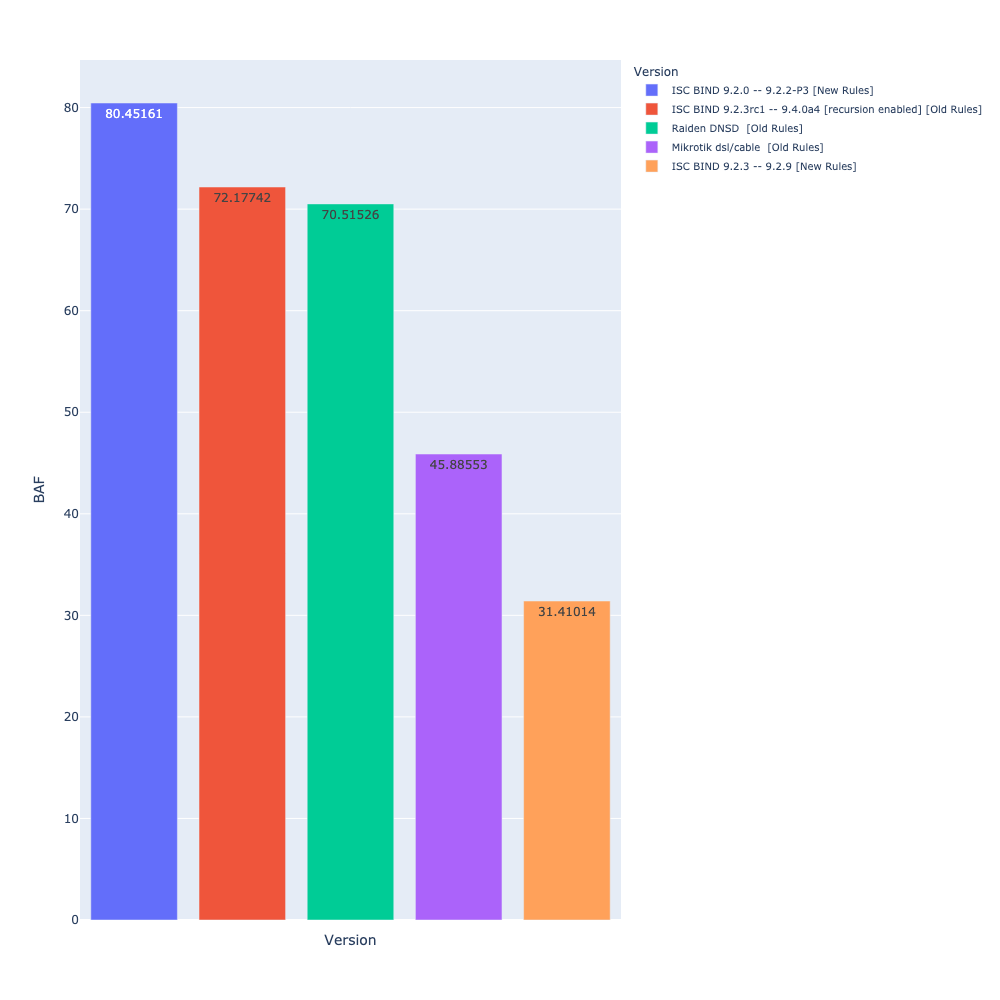 Version
ISC BIND 9.2.0 -- 9.2.2-P3 [New Rules]
ISC BIND 9.2.3rc1 -- 9.4.0a4 [recursion enabled] [Old Rules]
Raiden DNSD  [Old Rules]
Mikrotik dsl/cable  [Old Rules]
ISC BIND 9.2.3 -- 9.2.9 [New Rules]
80
70
60
50
40
30
20
10
0
BAF
80.45161
72.17742
70.51526
45.88553
31.41014
Version